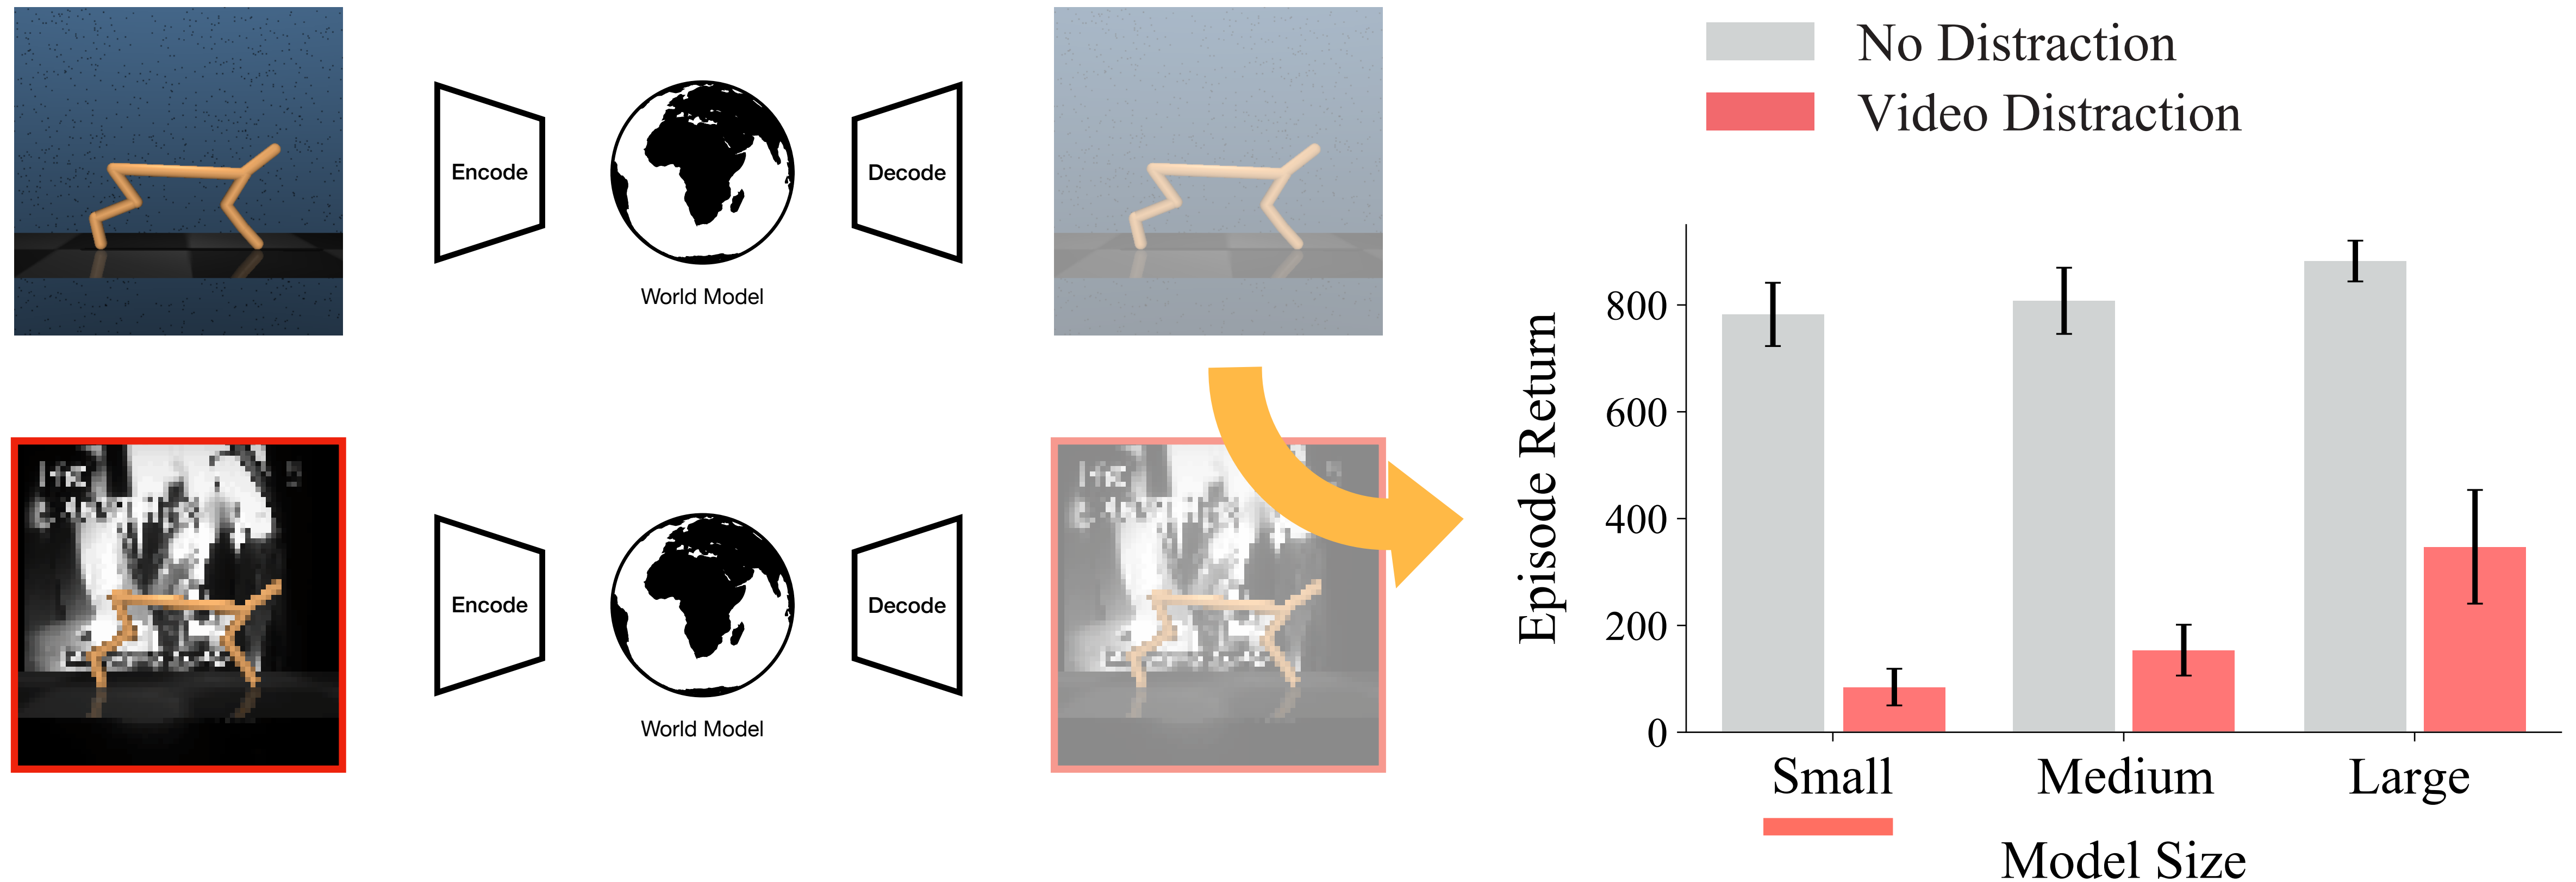 Encode
World Model
Decode
Encode
World Model
Decode
No Distraction
Video Distraction
Episode Return
800
600
400
200
0
Small
Medium
Large
Model Size